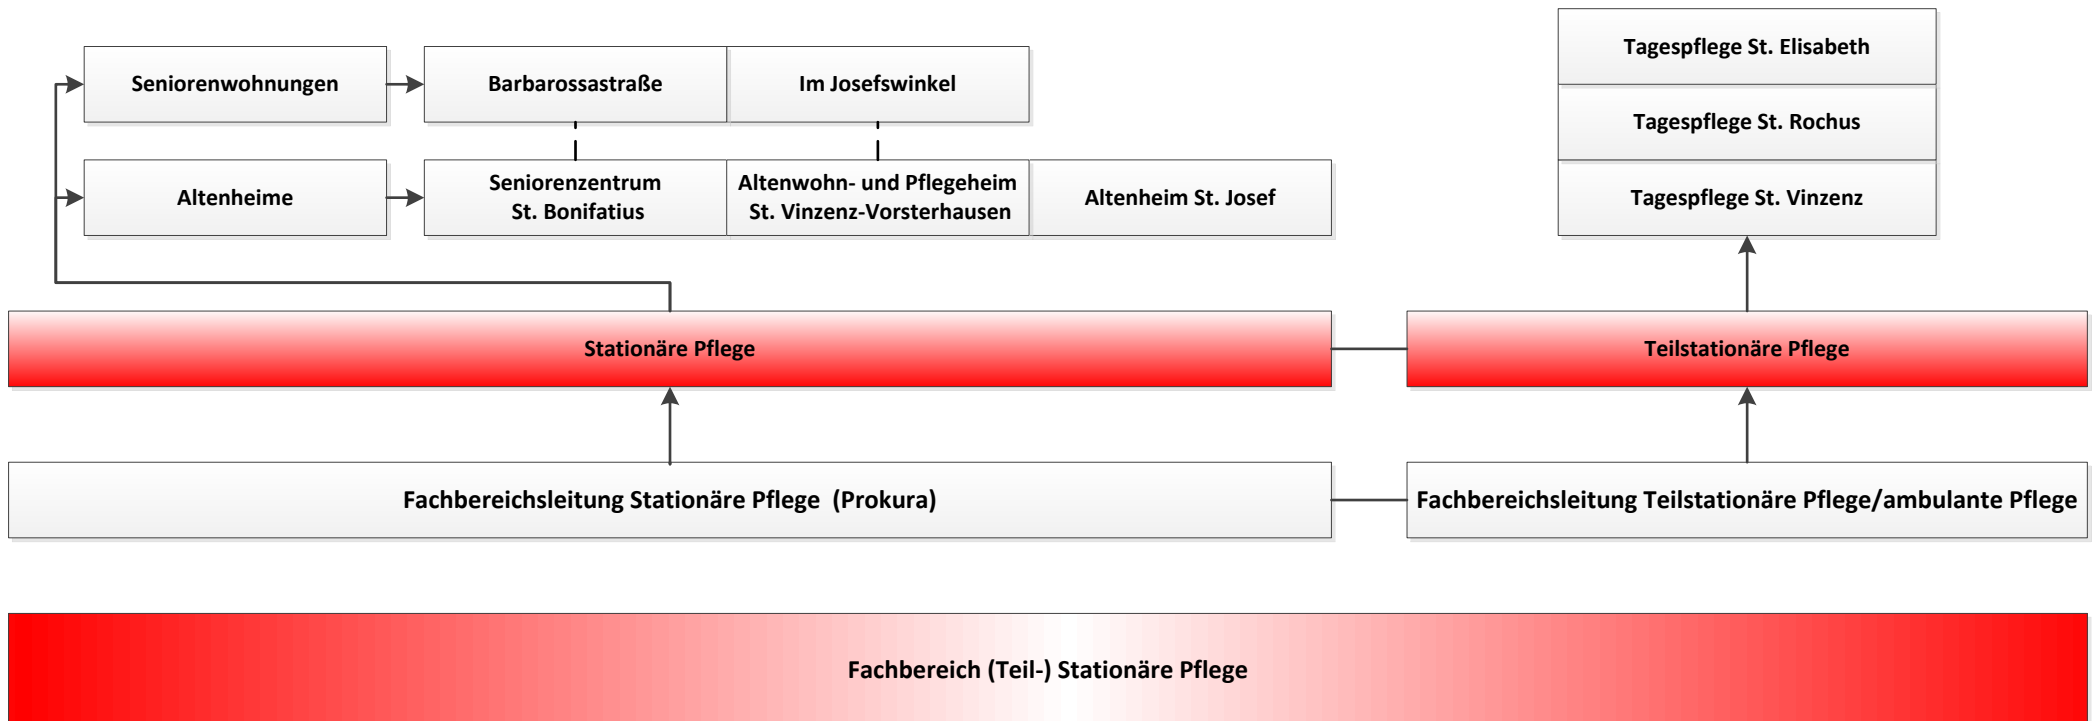 Tagespflege St. Elisabeth
Seniorenwohnungen
Barbarossastraße
Im Josefswinkel
Tagespflege St. Rochus
Altenheime
Seniorenzentrum
St. Bonifatius
Altenwohn- und Pflegeheim
St. Vinzenz-Vorsterhausen
Altenheim St. Josef
Tagespflege St. Vinzenz
Stationäre Pflege
Teilstationäre Pflege
Fachbereichsleitung Stationäre Pflege (Prokura)
Fachbereichsleitung Teilstationäre Pflege/ambulante Pflege
Fachbereich (Teil-) Stationäre Pflege